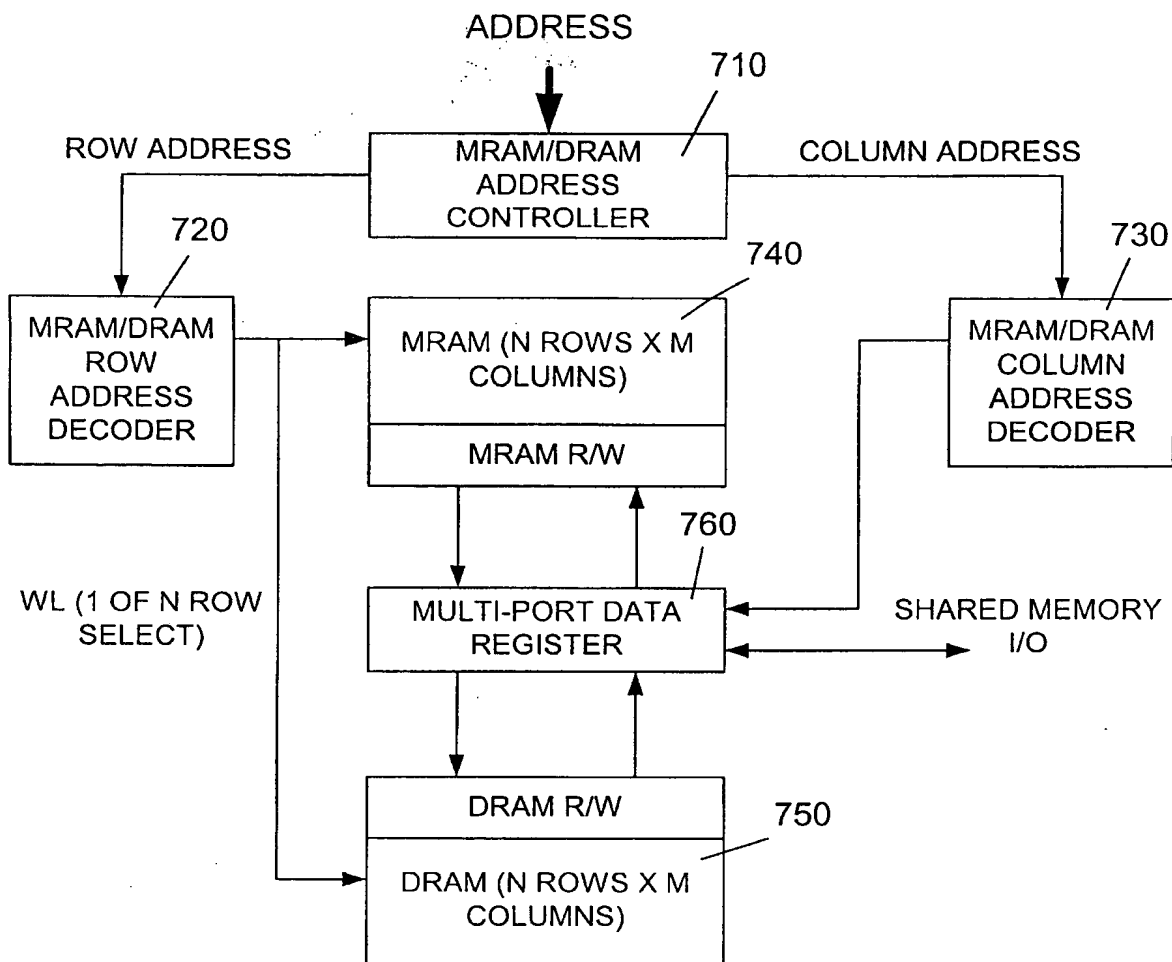 ADDRESS
710
ROW ADDRESS
MRAM/DRAM
ADDRESS
CONTROLLER
COLUMN ADDRESS
720
740
730
MRAM/DRAM
ROW
ADDRESS
DECODER
MRAM (N ROWS X M
COLUMNS)
MRAM/DRAM
COLUMN
ADDRESS
DECODER
MRAM R/W
760
WL (1 OF N ROW
SELECT)
MULTI-PORT DATA
REGISTER
SHARED MEMORY
I/O
DRAM R/W
750
DRAM (N ROWS X M
COLUMNS)